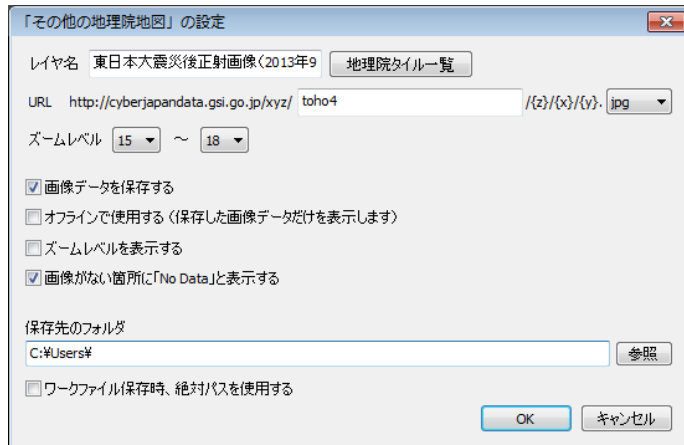 「その他の地理院地図」の設定
レイヤ名 東日本大震災後正射画像(2013年9 地理院タイル一覧
URL http://cyberjapandata.gsi.go.jp/xyz/ toho4 /{z}/{x}/{y}. jpg
ズームレベル 15 ～ 18
画像データを保存する
オフラインで使用する(保存した画像データだけを表示します)
ズームレベルを表示する
画像がない箇所に「No Data」と表示する
保存先のフォルダ
C:¥Users¥ 参照
ワークファイル保存時、絶対パスを使用する
OK キャンセル